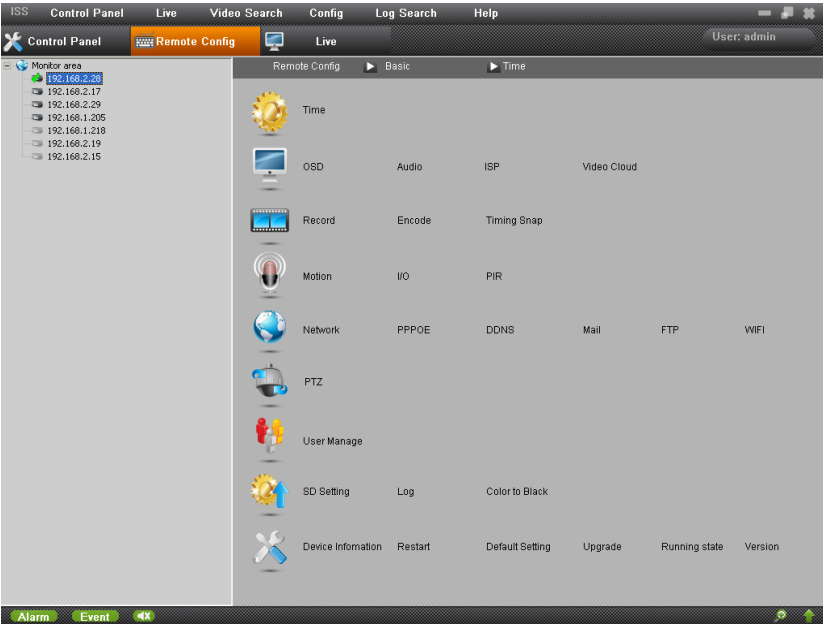 ISS Control Panel Live Video Search Config Log Search Help
Control Panel Remote Config Live User: admin
Monitor area
192.168.2.28
192.168.2.17
192.168.2.29
192.168.1.205
192.168.1.218
192.168.2.19
192.168.2.15
Remote Config Basic Time
Time
OSD Audio ISP Video Cloud
Record Encode Timing Snap
Motion I/O PIR
Network PPPOE DDNS Mail FTP WIFI
PTZ
User Manage
SD Setting Log Color to Black
Device Infomation Restart Default Setting Upgrade Running state Version
Alarm Event